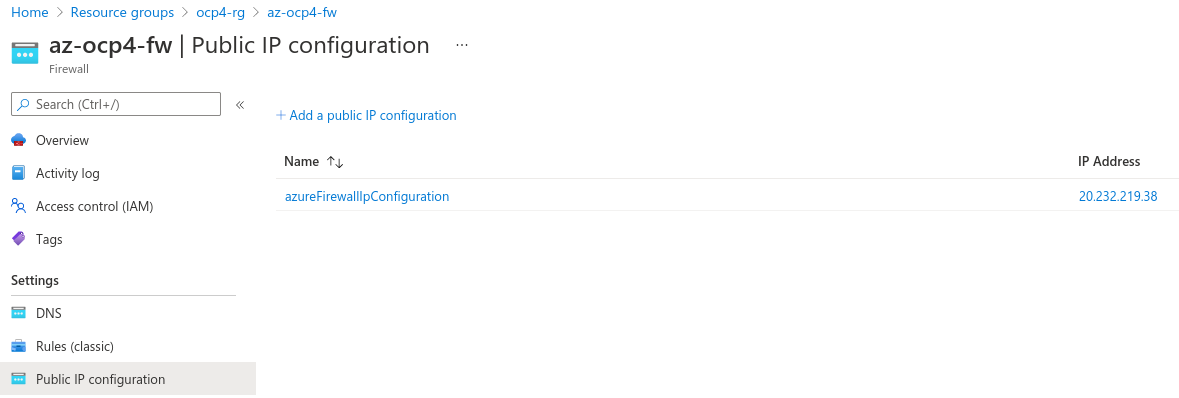 Home > Resource groups > ocp4-rg > az-ocp4-fw
az-ocp4-fw | Public IP configuration ...
Firewall
Search (Ctrl+/) «
+ Add a public IP configuration
Overview
Activity log
Access control (IAM)
Tags
Settings
DNS
Rules (classic)
Public IP configuration
Name ↑↓ IP Address
azureFirewallIpConfiguration 20.232.219.38